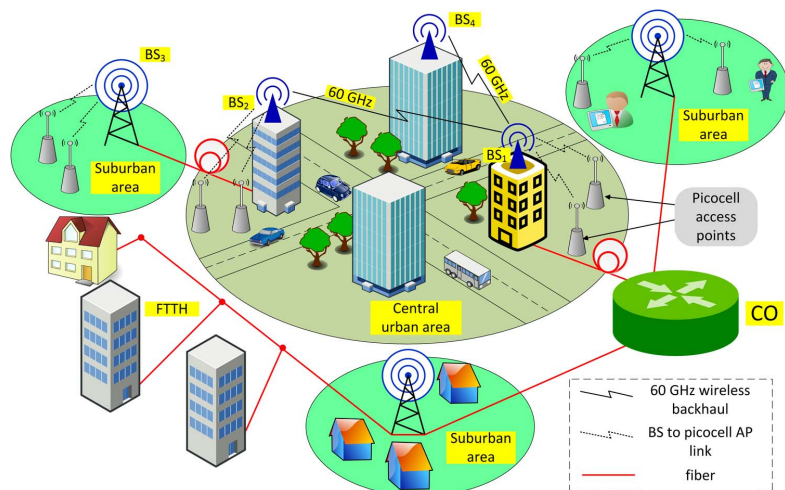 BS4
BS3
BS2
60 GHz
60 GHz
BS1
Suburban
area
Suburban
area
Picocell
access
points
FTTH
Central
urban area
CO
Suburban
area
60 GHz wireless
backhaul
BS to picocell AP
link
fiber